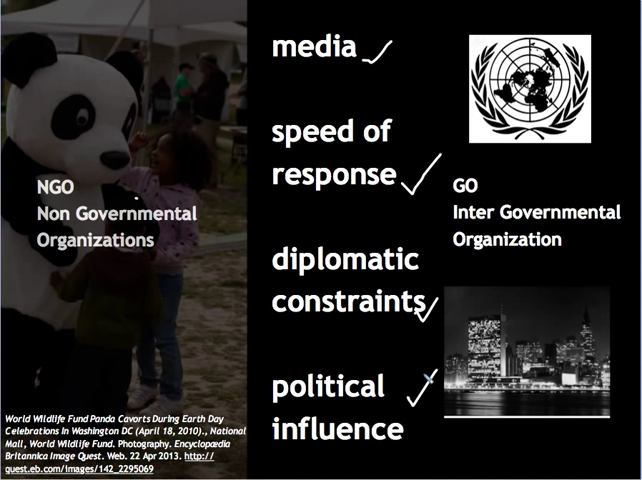 NGO
Non Governmental
Organizations
World Wildlife Fund Panda Cavorts During Earth Day
Celebrations In Washington DC (April 18, 2010)., National
Mall, World Wildlife Fund. Photography. Encyclopædia
Britannica Image Quest. Web. 22 Apr 2013. http://
quest.eb.com/images/142_2295069
media
speed of
response
diplomatic
constraints
political
influence
GO
Inter Governmental
Organization